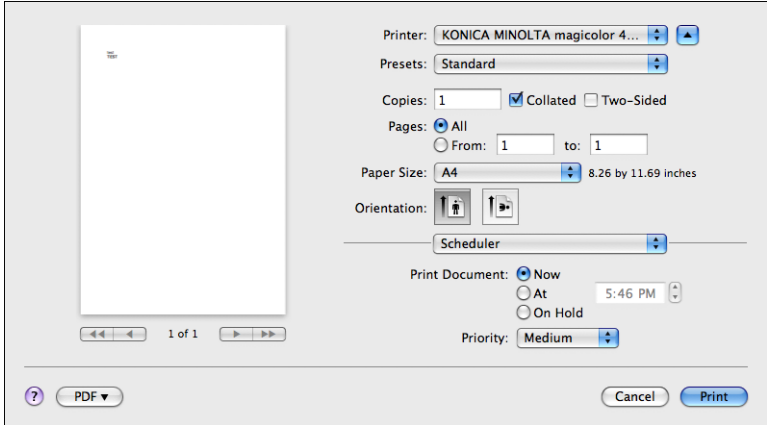 Printer: KONICA MINOLTA magicolor 4...
Presets: Standard
Copies: 1 Collated Two-Sided
Pages: All
From: 1 to: 1
Paper Size: A4 8.26 by 11.69 inches
Orientation:
Scheduler
Print Document: Now
At 5:46 PM
On Hold
Priority: Medium
1 of 1
? PDF ▼ Cancel Print